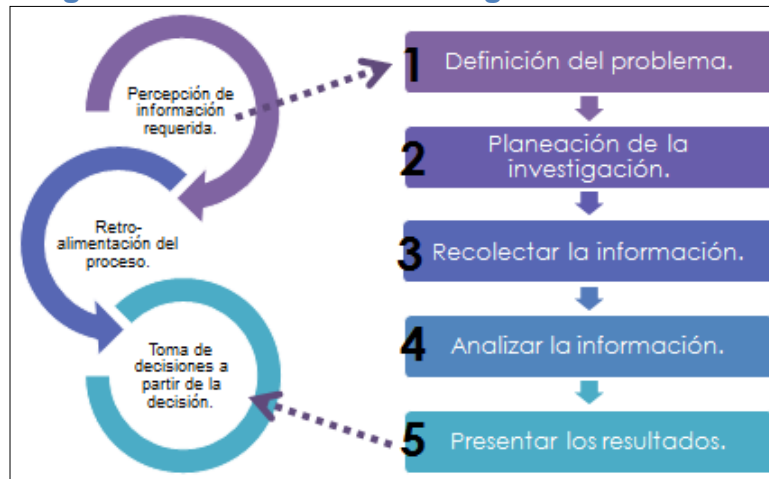 Percepción de
información
requerida.
Retro-
alimentación del
proceso.
Toma de
decisiones a
partir de la
decisión.
1 Definición del problema.
2 Planeación de la
investigación.
3 Recolectar la información.
4 Analizar la información.
5 Presentar los resultados.